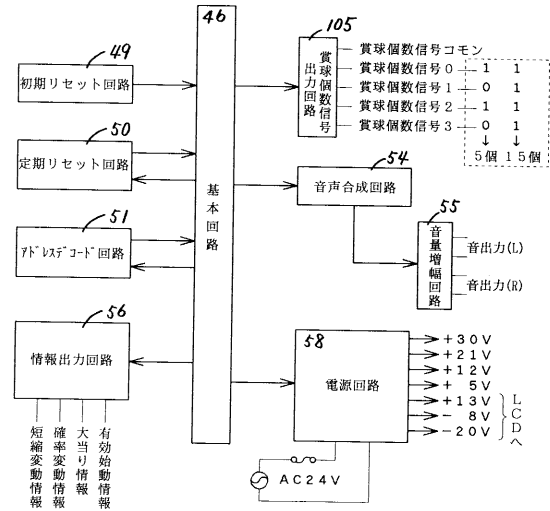 46
105
49
初期リセット回路
50
定期リセット回路
51
ｱﾄﾞﾚｽﾃﾞｺｰﾄﾞ回路
56
情報出力回路
短縮変動情報
確率変動情報
大当り情報
有効始動情報
基本回路
賞球個数信号
出力回路
賞球個数信号コモン
賞球個数信号0 1 1
賞球個数信号1 0 1
賞球個数信号2 1 1
賞球個数信号3 0 1
↓ ↓
5個 15個
54
音声合成回路
55
音量増幅回路
音出力(L)
音出力(R)
58
電源回路
+30V
+21V
+12V
+ 5V
+13V
- 8V
-20V
LCDへ
AC24V